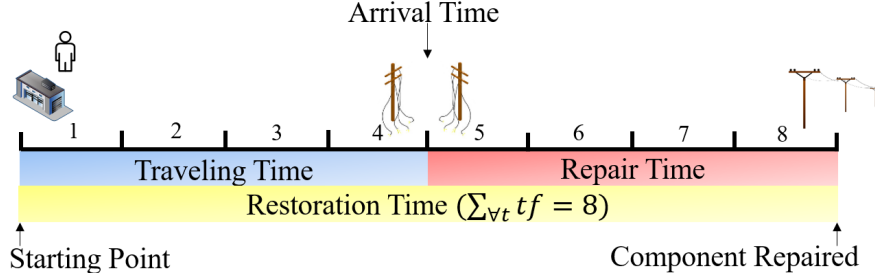 Arrival Time
1 2 3 4 5 6 7 8
Traveling Time Repair Time
Restoration Time (∑∀t tf = 8)
Starting Point Component Repaired